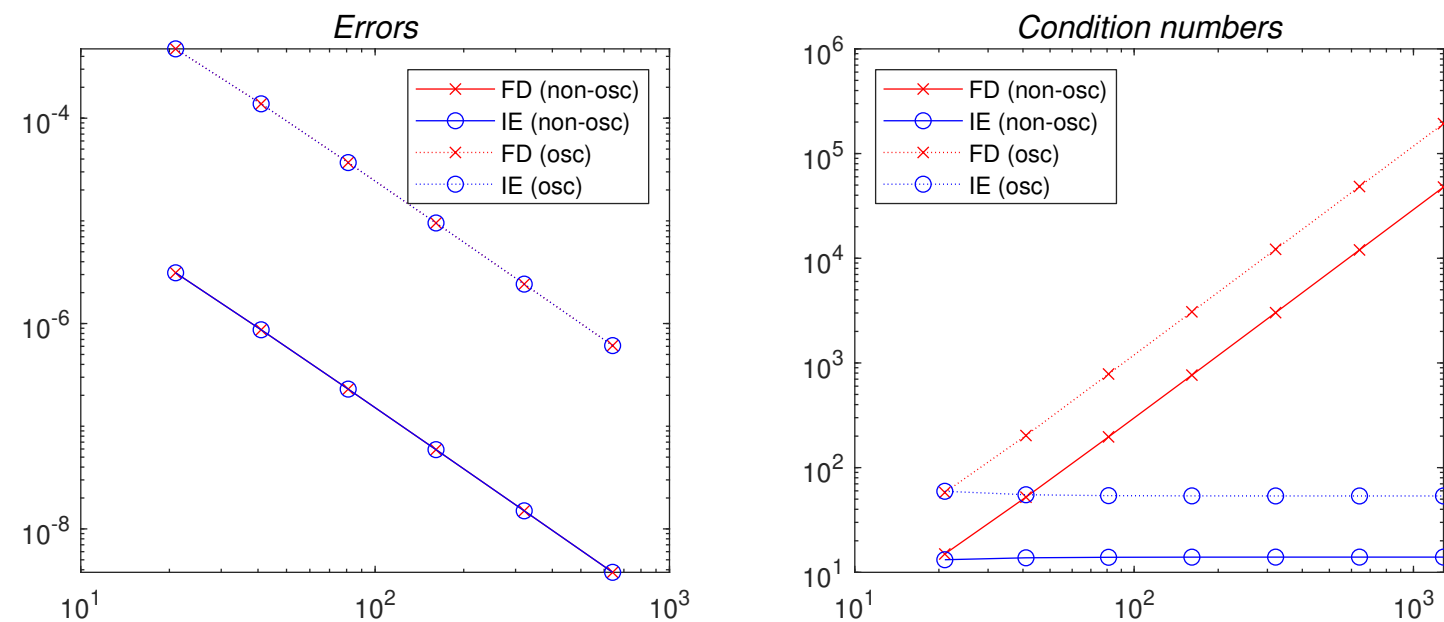 Errors
10^-4
10^-6
10^-8
10^1
10^2
10^3
FD (non-osc)
IE (non-osc)
FD (osc)
IE (osc)
Condition numbers
10^6
10^5
10^4
10^3
10^2
10^1
10^1
10^2
10^3
FD (non-osc)
IE (non-osc)
FD (osc)
IE (osc)